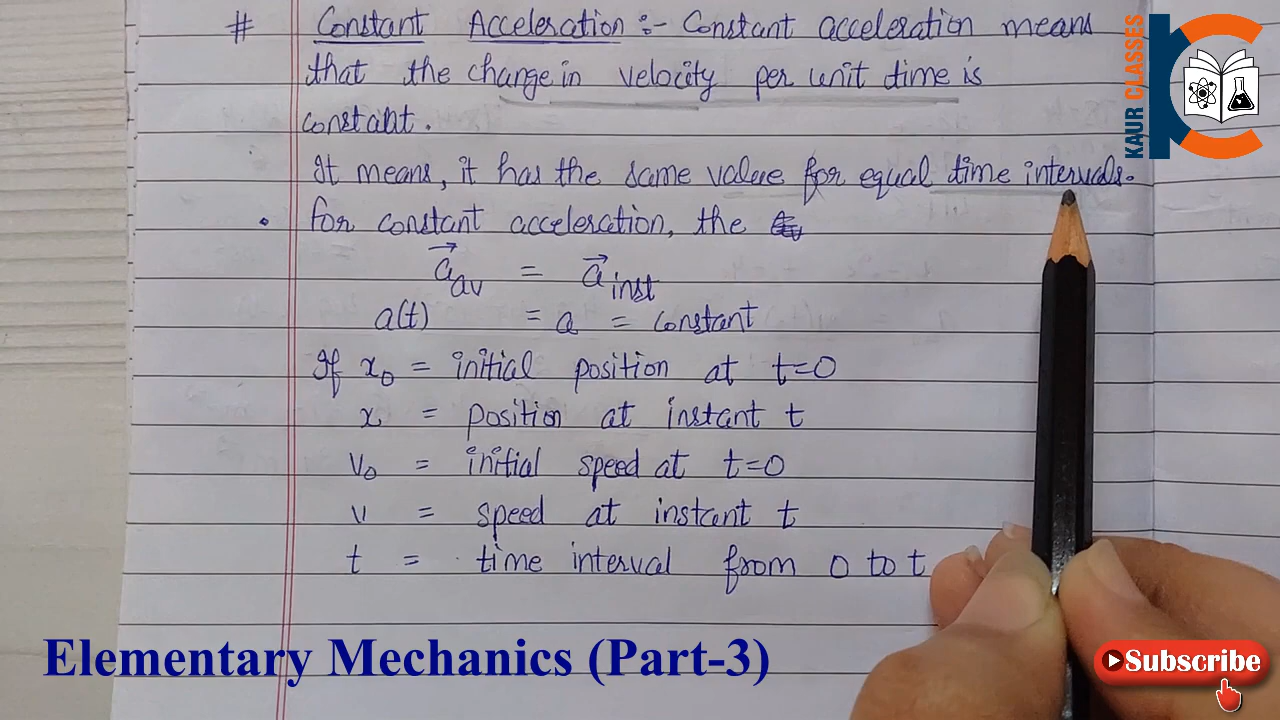 # Constant Acceleration :- Constant acceleration means
that the change in velocity per unit time is
constant.
It means, it has the same value for equal time intervals.
• for constant acceleration, the
a⃗av = a⃗inst
a(t) = a = constant
If x0 = initial position at t=0
x = position at instant t
v0 = initial speed at t=0
v = speed at instant t
t = time interval from 0 to t
KAUR CLASSES
Elementary Mechanics (Part-3)
Subscribe